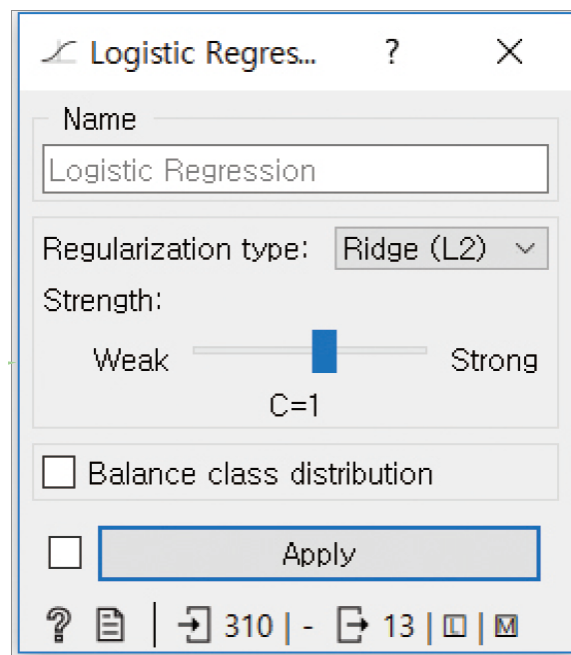 Logistic Regres... ?
Name
Logistic Regression
Regularization type: Ridge (L2)
Strength:
Weak Strong
C=1
Balance class distribution
Apply
? 310 | - 13 | L | M